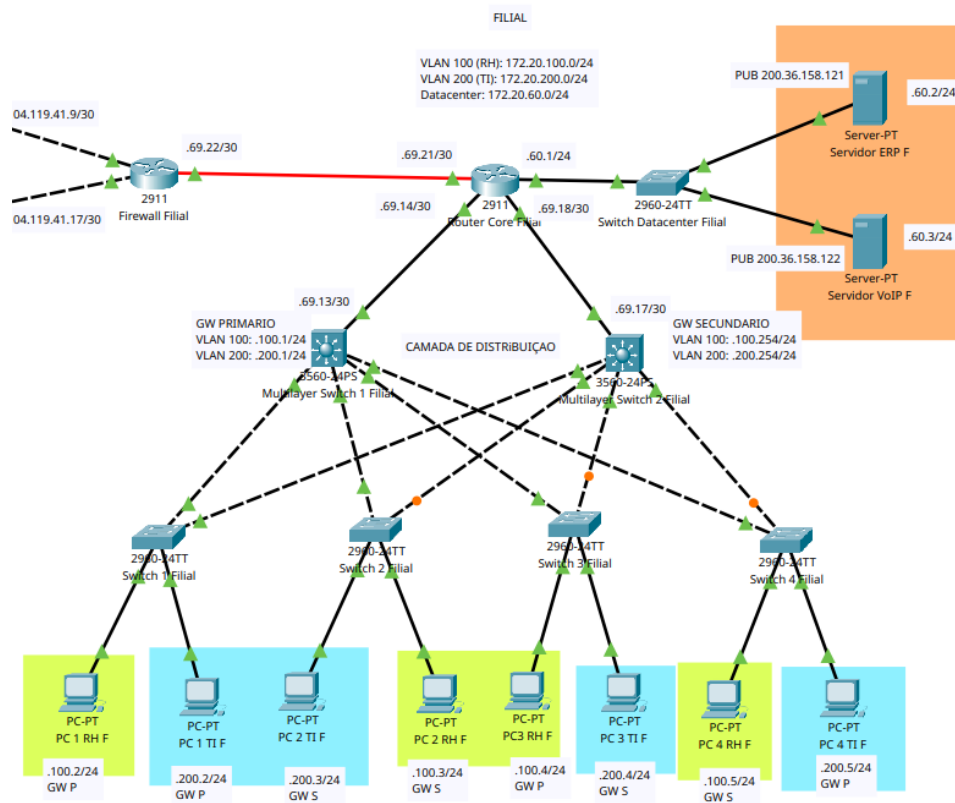 FILIAL
VLAN 100 (RH): 172.20.100.0/24
VLAN 200 (TI): 172.20.200.0/24
Datacenter: 172.20.60.0/24
PUB 200.36.158.121
.60.2/24
04.119.41.9/30
Server-PT
Servidor ERP F
.69.22/30
.69.21/30
.60.1/24
2911
Firewall Filial
2911
Router Core Filial
2960-24TT
Switch Datacenter Filial
04.119.41.17/30
.69.14/30
.69.18/30
.60.3/24
PUB 200.36.158.122
Server-PT
Servidor VoIP F
.69.13/30
.69.17/30
GW PRIMARIO
VLAN 100: .100.1/24
VLAN 200: .200.1/24
CAMADA DE DISTRIBUIÇAO
GW SECUNDARIO
VLAN 100: .100.254/24
VLAN 200: .200.254/24
3560-24PS
Multilayer Switch 1 Filial
3560-24PS
Multilayer Switch 2 Filial
2960-24TT
Switch 1 Filial
2960-24TT
Switch 2 Filial
2960-24TT
Switch 3 Filial
2960-24TT
Switch 4 Filial
PC-PT
PC 1 RH F
PC-PT
PC 1 TI F
PC-PT
PC 2 TI F
PC-PT
PC 2 RH F
PC-PT
PC3 RH F
PC-PT
PC 3 TI F
PC-PT
PC 4 RH F
PC-PT
PC 4 TI F
.100.2/24
GW P
.200.2/24
GW P
.200.3/24
GW S
.100.3/24
GW S
.100.4/24
GW P
.200.4/24
GW S
.100.5/24
GW S
.200.5/24
GW P